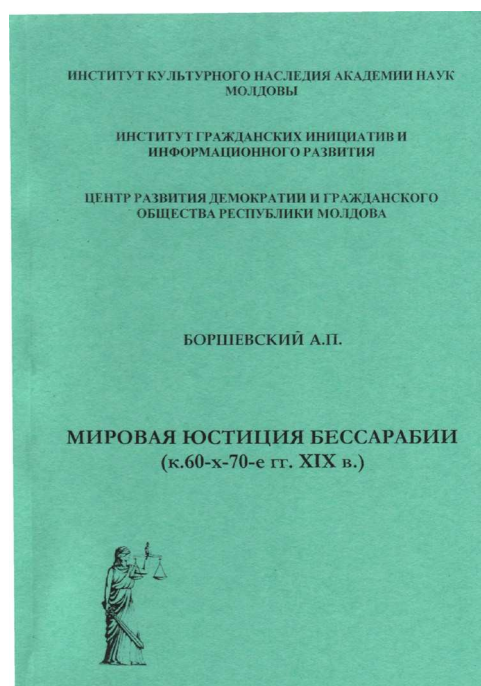 ИНСТИТУТ КУЛЬТУРНОГО НАСЛЕДИЯ АКАДЕМИИ НАУК
МОЛДОВЫ
ИНСТИТУТ ГРАЖДАНСКИХ ИНИЦИАТИВ И
ИНФОРМАЦИОННОГО РАЗВИТИЯ
ЦЕНТР РАЗВИТИЯ ДЕМОКРАТИИ И ГРАЖДАНСКОГО
ОБЩЕСТВА РЕСПУБЛИКИ МОЛДОВА
БОРШЕВСКИЙ А.П.
МИРОВАЯ ЮСТИЦИЯ БЕССАРАБИИ
(к.60-х-70-е гг. XIX в.)